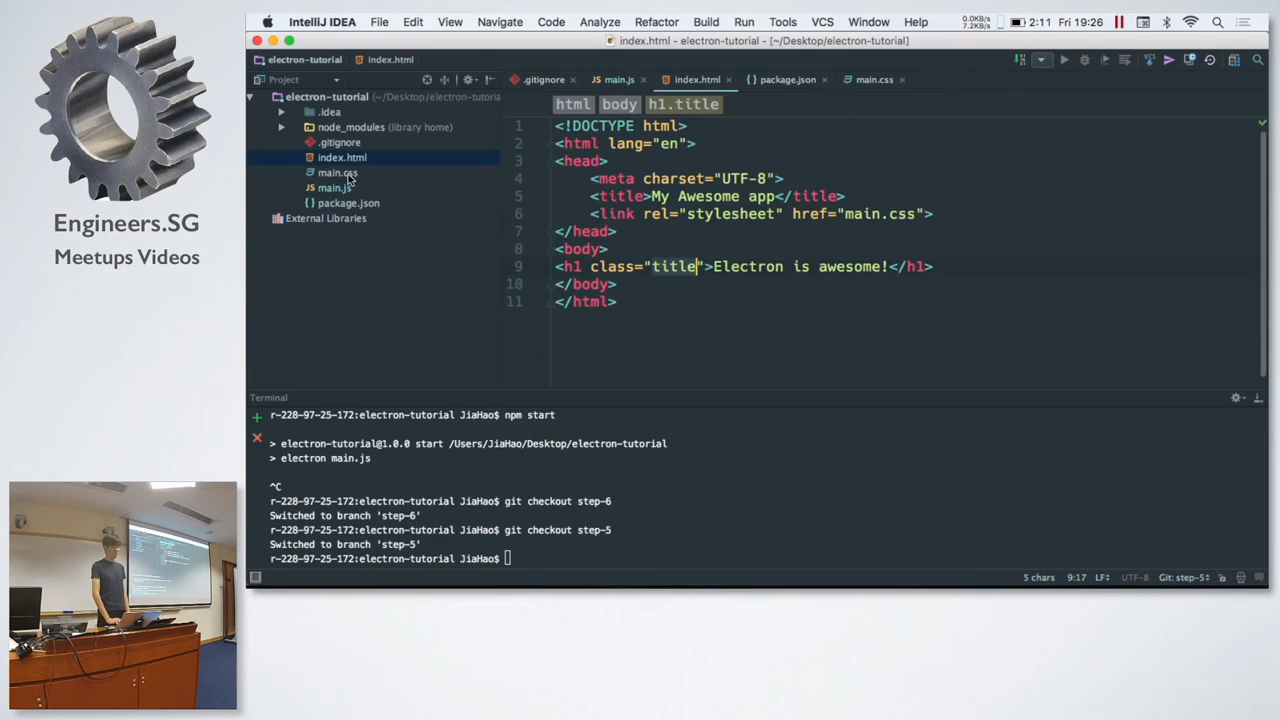 Engineers.SG
Meetups Videos
IntelliJ IDEA File Edit View Navigate Code Analyze Refactor Build Run Tools VCS Window Help 0.0KB/s 7.2KB/s 2:11 Fri 19:26
index.html - electron-tutorial - [~/Desktop/electron-tutorial]
electron-tutorial index.html
Project
.gitignore main.js index.html package.json main.css
electron-tutorial (~/Desktop/electron-tutoria
.idea
node_modules (library home)
.gitignore
index.html
main.css
main.js
package.json
External Libraries
html body h1.title
1 <!DOCTYPE html>
2 <html lang="en">
3 <head>
4 <meta charset="UTF-8">
5 <title>My Awesome app</title>
6 <link rel="stylesheet" href="main.css">
7 </head>
8 <body>
9 <h1 class="title">Electron is awesome!</h1>
10 </body>
11 </html>
Terminal
r-228-97-25-172:electron-tutorial JiaHao$ npm start
> electron-tutorial@1.0.0 start /Users/JiaHao/Desktop/electron-tutorial
> electron main.js
^C
r-228-97-25-172:electron-tutorial JiaHao$ git checkout step-6
Switched to branch 'step-6'
r-228-97-25-172:electron-tutorial JiaHao$ git checkout step-5
Switched to branch 'step-5'
r-228-97-25-172:electron-tutorial JiaHao$
5 chars 9:17 LF UTF-8 Git: step-5